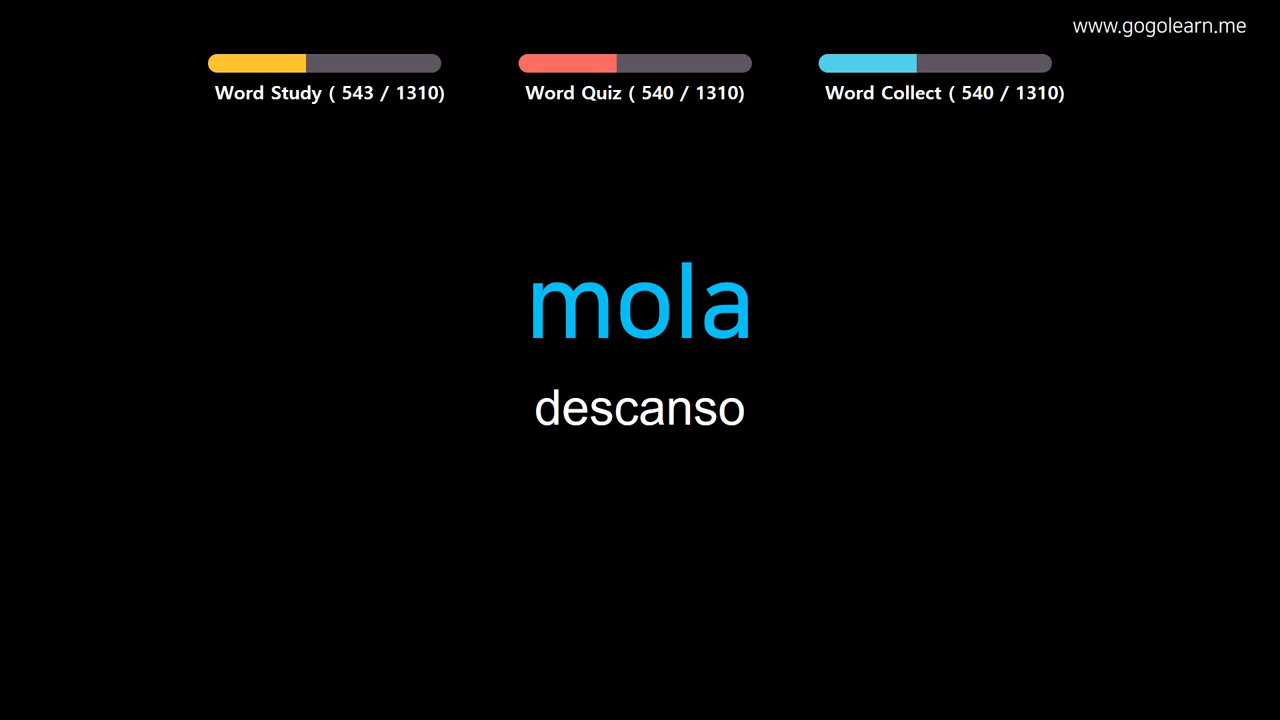 www.gogolearn.me
Word Study ( 543 / 1310)
Word Quiz ( 540 / 1310)
Word Collect ( 540 / 1310)
mola
descanso